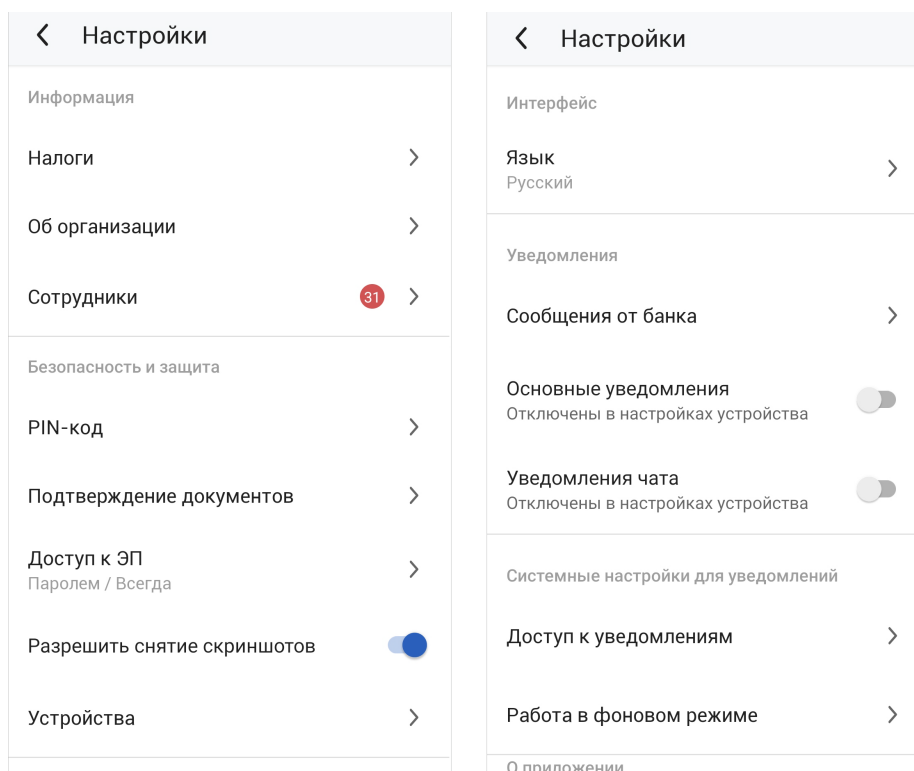 Настройки
Информация
Налоги
Об организации
Сотрудники 31
Безопасность и защита
PIN-код
Подтверждение документов
Доступ к ЭП
Паролем / Всегда
Разрешить снятие скриншотов
Устройства
Настройки
Интерфейс
Язык
Русский
Уведомления
Сообщения от банка
Основные уведомления
Отключены в настройках устройства
Уведомления чата
Отключены в настройках устройства
Системные настройки для уведомлений
Доступ к уведомлениям
Работа в фоновом режиме
О приложении